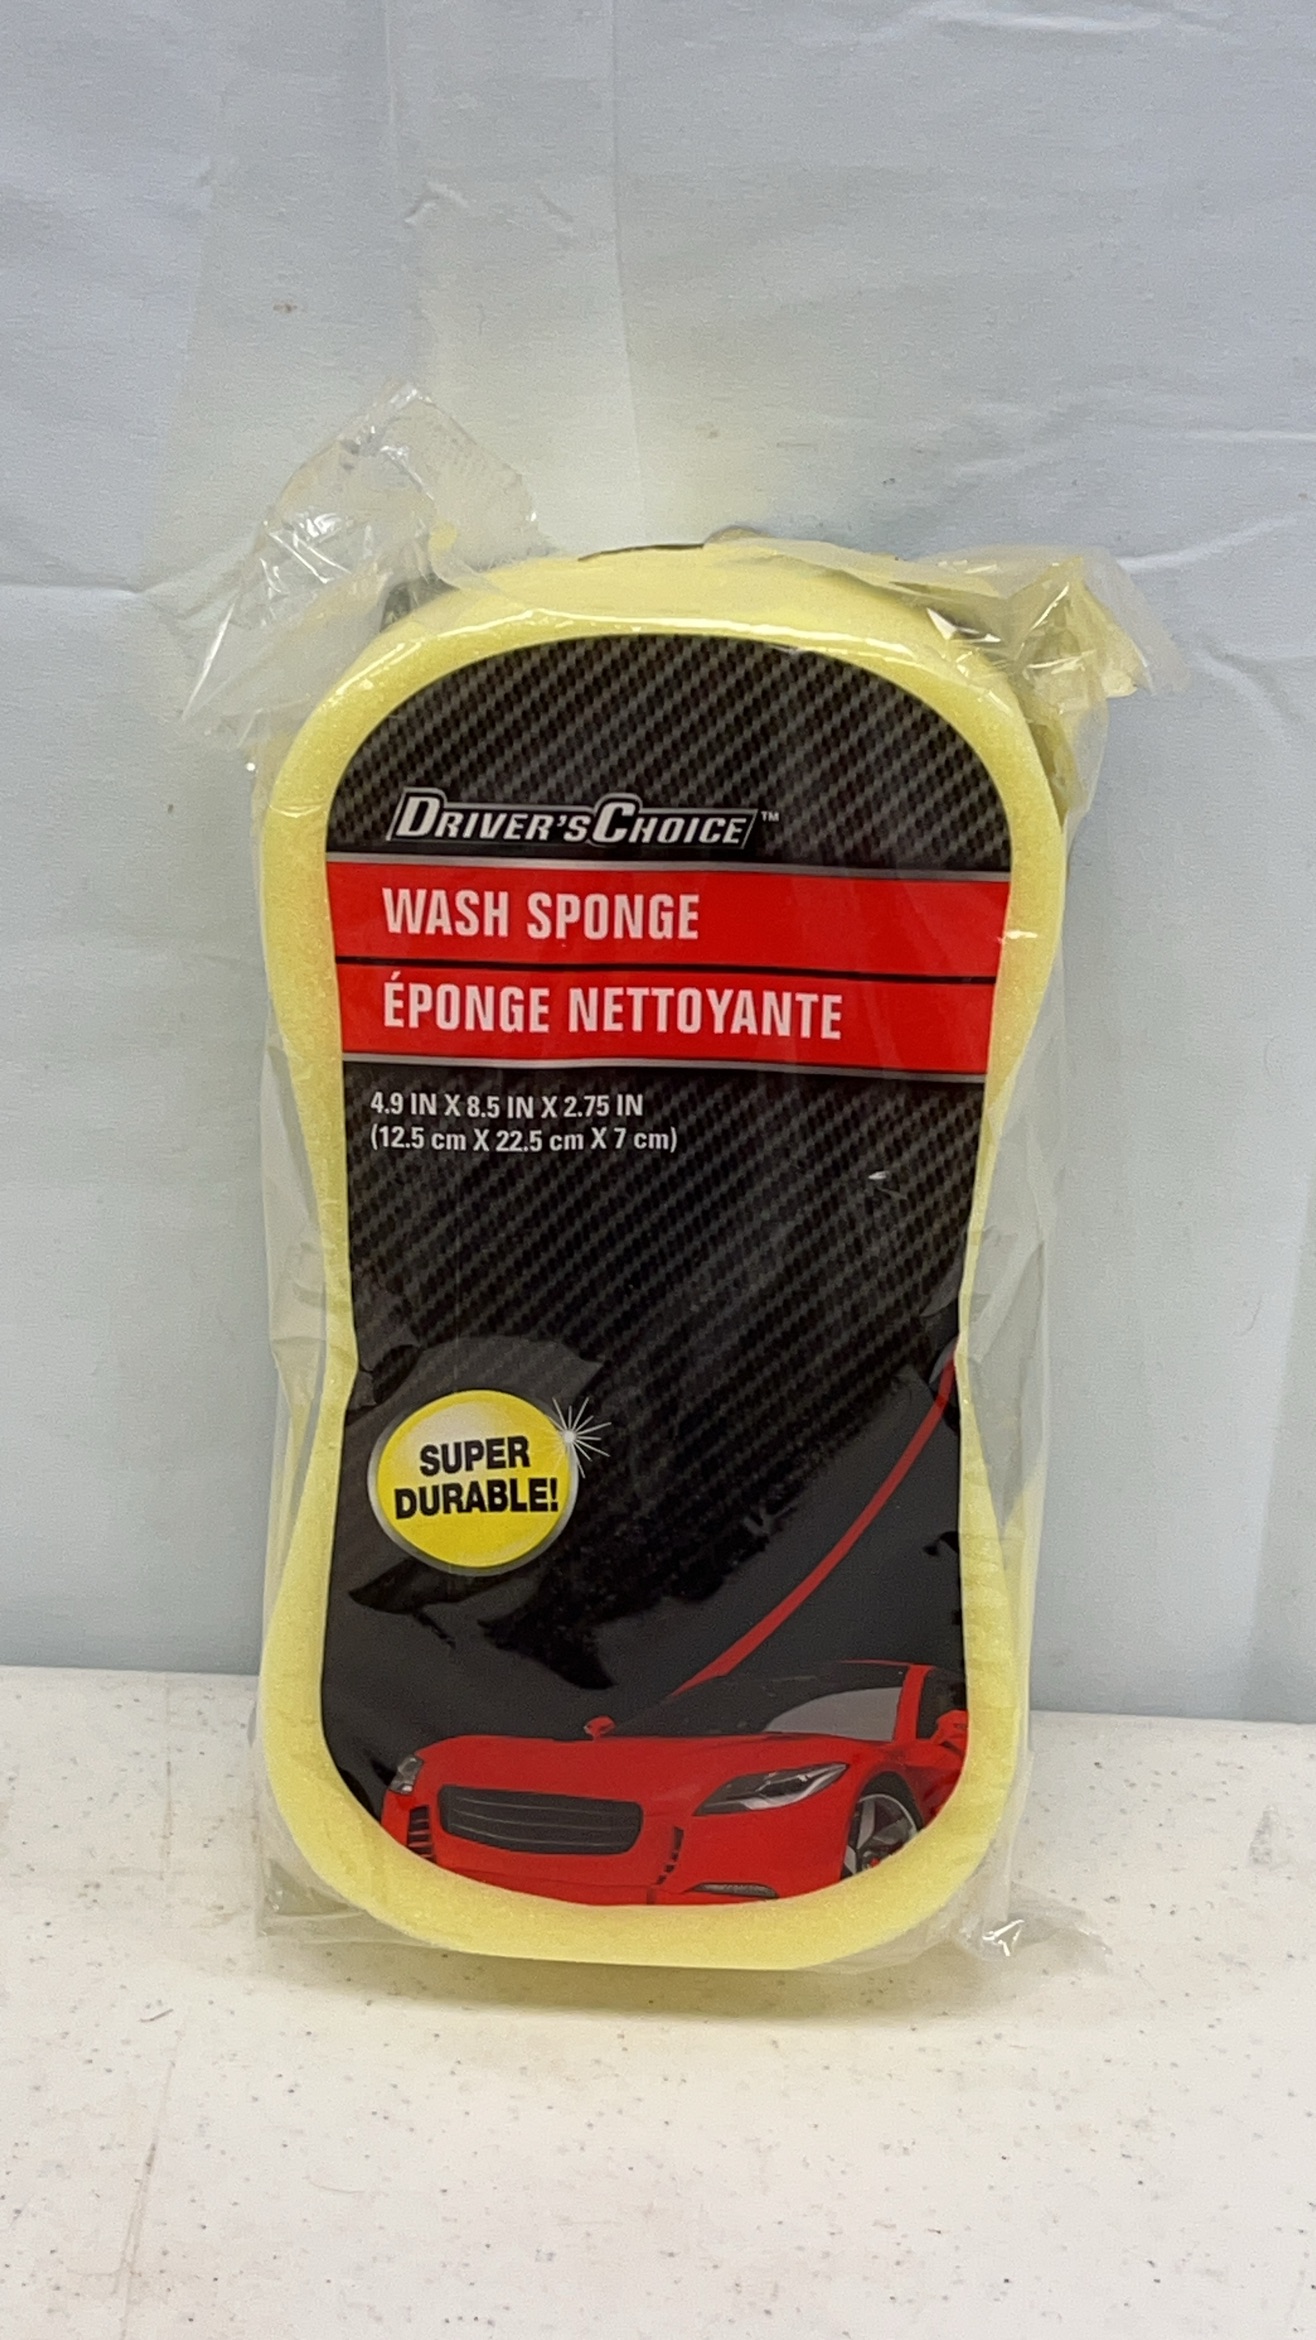 DRIVER'S CHOICE™
WASH SPONGE
ÉPONGE NETTOYANTE
4.9 IN X 8.5 IN X 2.75 IN
(12.5 cm X 22.5 cm X 7 cm)
SUPER
DURABLE!